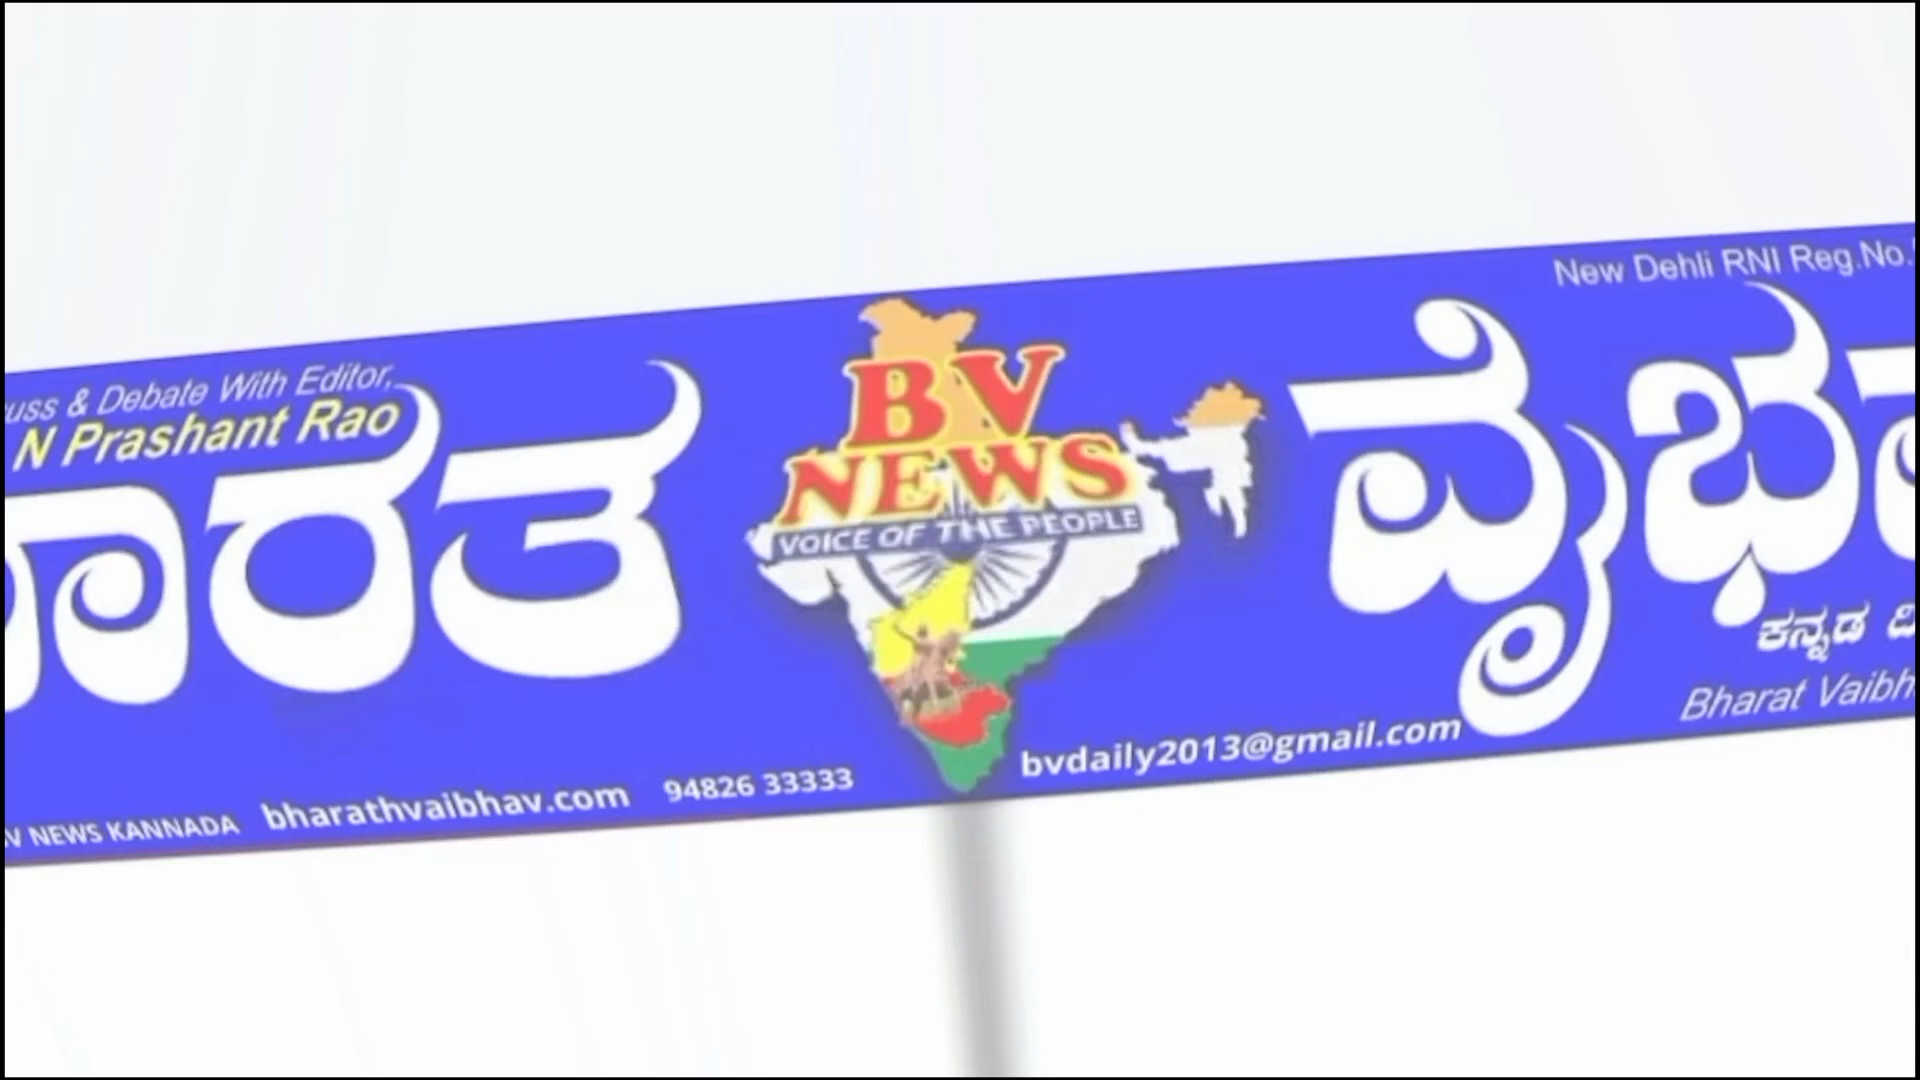 & Debate With Editor,
N Prashant Rao
ಭಾರತ
BV
NEWS
VOICE OF THE PEOPLE
New Dehli RNI Reg.No.
ಕನ್ನಡ
Bharat
NEWS KANNADA bharathvaibhav.com 94826 33333
bvdaily2013@gmail.com